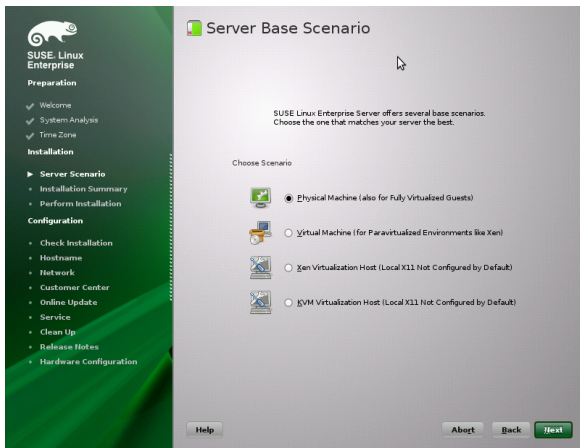 SUSE. Linux
Enterprise
Preparation
Welcome
System Analysis
Time Zone
Installation
Server Scenario
Installation Summary
Perform Installation
Configuration
Check Installation
Hostname
Network
Customer Center
Online Update
Service
Clean Up
Release Notes
Hardware Configuration
Server Base Scenario
SUSE Linux Enterprise Server offers several base scenarios.
Choose the one that matches your server the best.
Choose Scenario
Physical Machine (also for Fully Virtualized Guests)
Virtual Machine (for Paravirtualized Environments like Xen)
Xen Virtualization Host (Local X11 Not Configured by Default)
KVM Virtualization Host (Local X11 Not Configured by Default)
Help
Abort
Back
Next